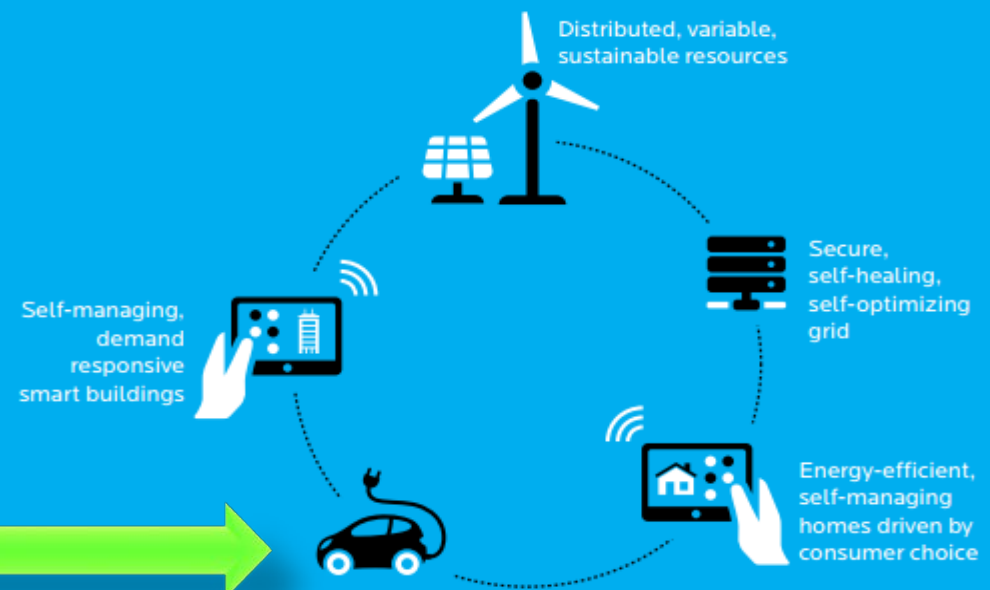 Distributed, variable,
sustainable resources
Secure,
self-healing,
self-optimizing
grid
Self-managing,
demand
responsive
smart buildings
Energy-efficient,
self-managing
homes driven by
consumer choice